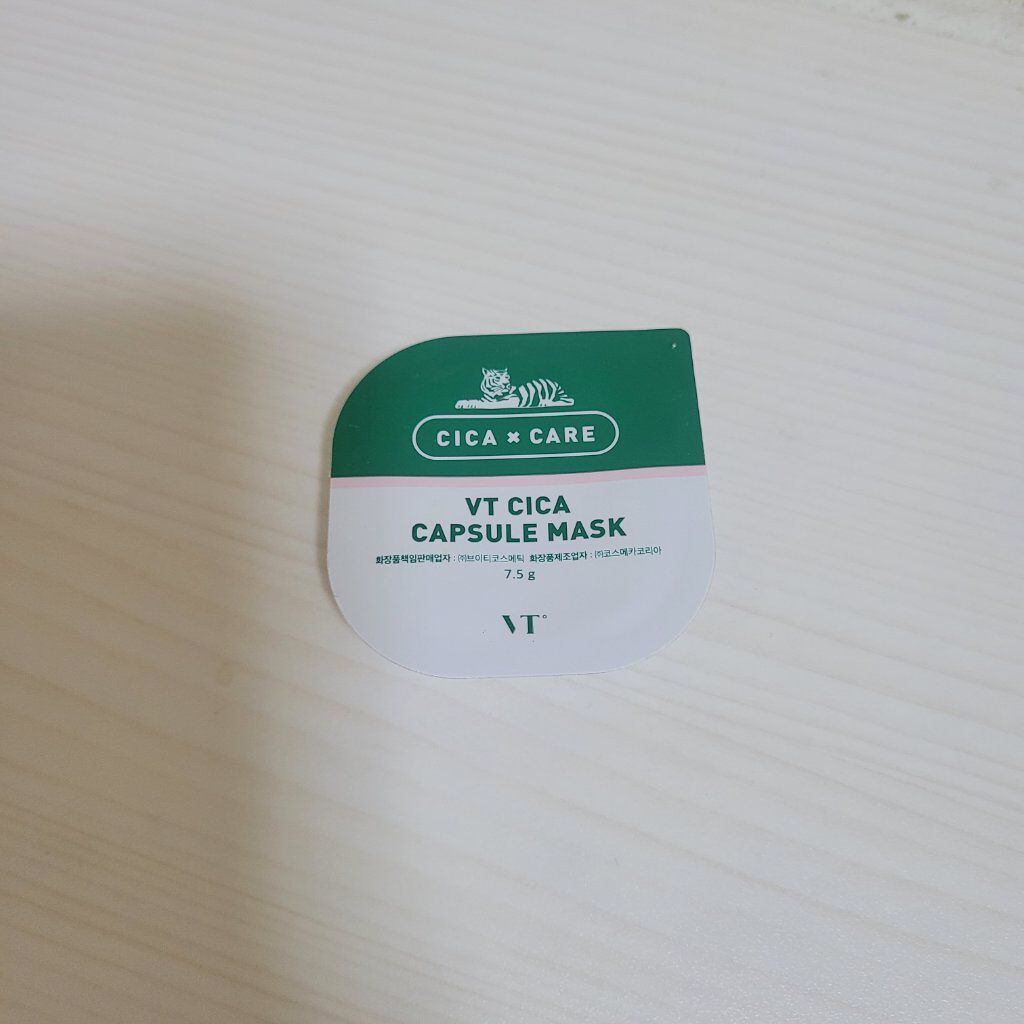 CICA × CARE
VT CICA
CAPSULE MASK
화장품책임판매업자 : ㈜브이티코스메틱 화장품제조업자 : ㈜코스메카코리아
7.5 g
VT°